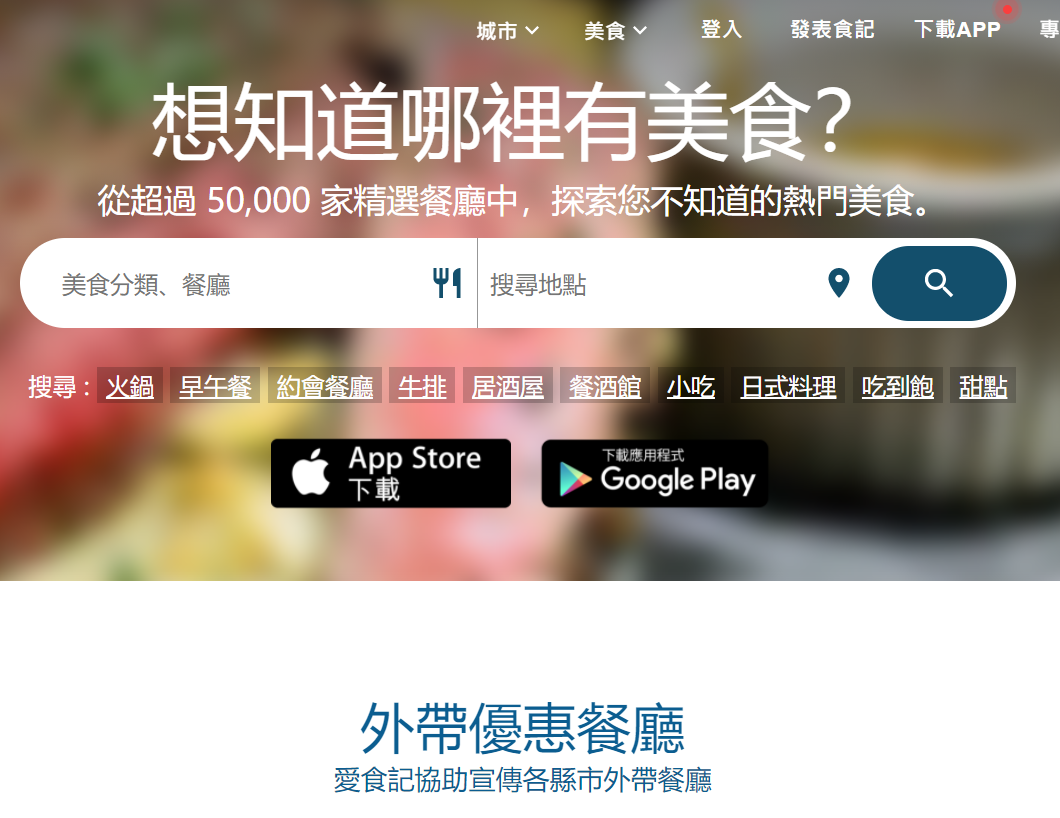 城市 美食 登入 發表食記 下載APP 專
想知道哪裡有美食?
從超過 50,000 家精選餐廳中，探索您不知道的熱門美食。
美食分類、餐廳 搜尋地點
搜尋 : 火鍋 早午餐 約會餐廳 牛排 居酒屋 餐酒館 小吃 日式料理 吃到飽 甜點
App Store
下載
下載應用程式
Google Play
外帶優惠餐廳
愛食記協助宣傳各縣市外帶餐廳